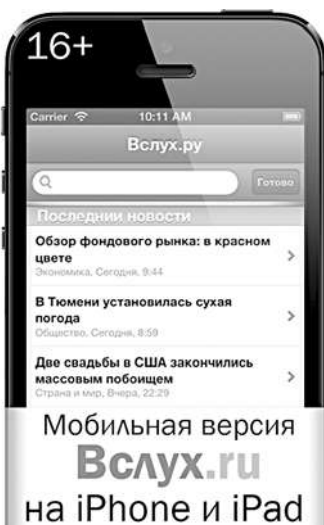 16+
Carrier 10:11 AM
Вслух.ру
Готово
Последнии новости
Обзор фондового рынка: в красном
цвете
Экономика, Сегодня, 9:44
В Тюмени установилась сухая
погода
Общество, Сегодня, 8:59
Две свадьбы в США закончились
массовым побоищем
Страна и мир, Вчера, 22:29
Мобильная версия
Вслух.ru
на iPhone и iPad